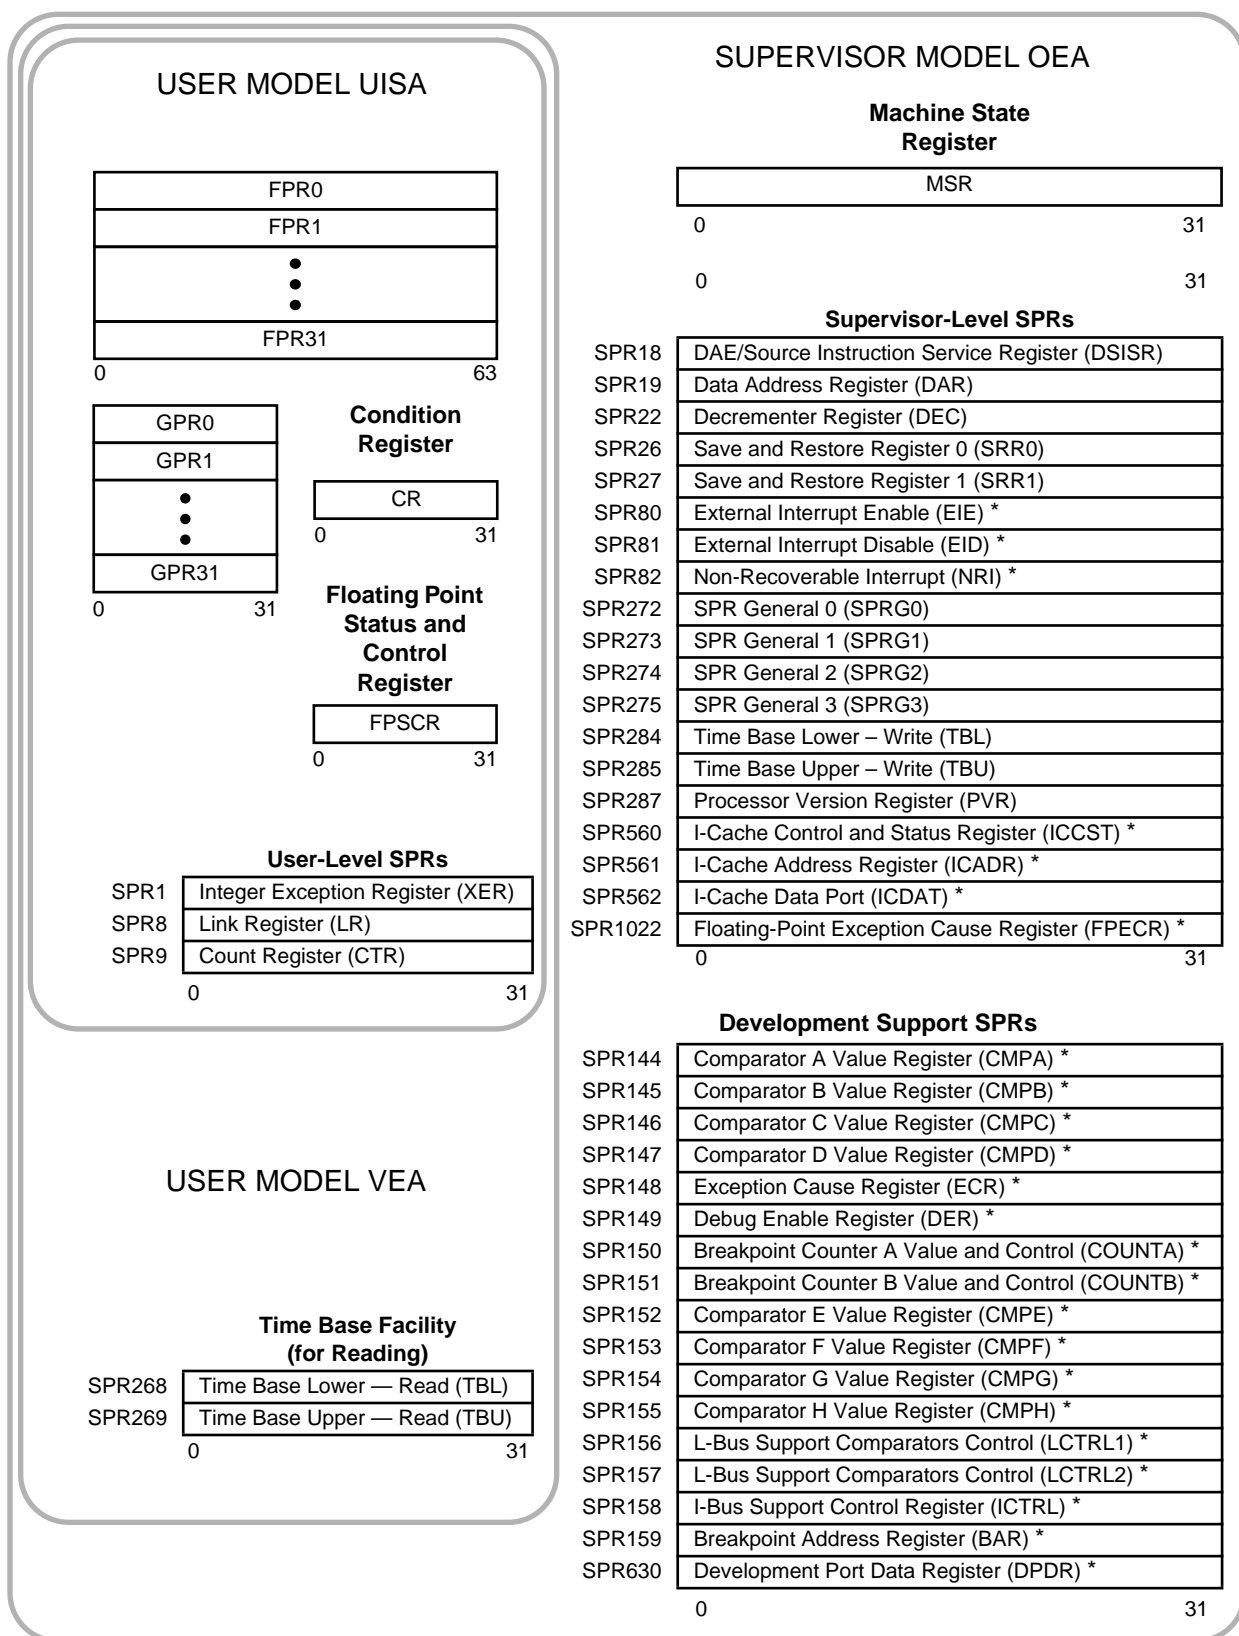 USER MODEL UISA
FPR0
FPR1
FPR31
0 63
GPR0
GPR1
GPR31
0 31
Condition
Register
CR
0 31
Floating Point
Status and
Control
Register
FPSCR
0 31
User-Level SPRs
SPR1 Integer Exception Register (XER)
SPR8 Link Register (LR)
SPR9 Count Register (CTR)
0 31
USER MODEL VEA
Time Base Facility
(for Reading)
SPR268 Time Base Lower — Read (TBL)
SPR269 Time Base Upper — Read (TBU)
0 31
SUPERVISOR MODEL OEA
Machine State
Register
MSR
0 31
0 31
Supervisor-Level SPRs
SPR18 DAE/Source Instruction Service Register (DSISR)
SPR19 Data Address Register (DAR)
SPR22 Decrementer Register (DEC)
SPR26 Save and Restore Register 0 (SRR0)
SPR27 Save and Restore Register 1 (SRR1)
SPR80 External Interrupt Enable (EIE) *
SPR81 External Interrupt Disable (EID) *
SPR82 Non-Recoverable Interrupt (NRI) *
SPR272 SPR General 0 (SPRG0)
SPR273 SPR General 1 (SPRG1)
SPR274 SPR General 2 (SPRG2)
SPR275 SPR General 3 (SPRG3)
SPR284 Time Base Lower – Write (TBL)
SPR285 Time Base Upper – Write (TBU)
SPR287 Processor Version Register (PVR)
SPR560 I-Cache Control and Status Register (ICCST) *
SPR561 I-Cache Address Register (ICADR) *
SPR562 I-Cache Data Port (ICDAT) *
SPR1022 Floating-Point Exception Cause Register (FPECR) *
0 31
Development Support SPRs
SPR144 Comparator A Value Register (CMPA) *
SPR145 Comparator B Value Register (CMPB) *
SPR146 Comparator C Value Register (CMPC) *
SPR147 Comparator D Value Register (CMPD) *
SPR148 Exception Cause Register (ECR) *
SPR149 Debug Enable Register (DER) *
SPR150 Breakpoint Counter A Value and Control (COUNTA) *
SPR151 Breakpoint Counter B Value and Control (COUNTB) *
SPR152 Comparator E Value Register (CMPE) *
SPR153 Comparator F Value Register (CMPF) *
SPR154 Comparator G Value Register (CMPG) *
SPR155 Comparator H Value Register (CMPH) *
SPR156 L-Bus Support Comparators Control (LCTRL1) *
SPR157 L-Bus Support Comparators Control (LCTRL2) *
SPR158 I-Bus Support Control Register (ICTRL) *
SPR159 Breakpoint Address Register (BAR) *
SPR630 Development Port Data Register (DPDR) *
0 31